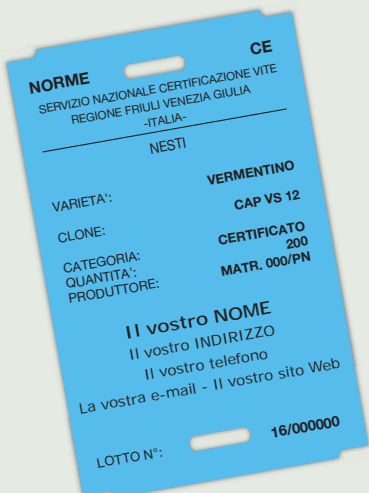 NORME CE
SERVIZIO NAZIONALE CERTIFICAZIONE VITE
REGIONE FRIULI VENEZIA GIULIA
-ITALIA-
NESTI
VARIETA': VERMENTINO
CLONE: CAP VS 12
CATEGORIA: CERTIFICATO
QUANTITA': 200
PRODUTTORE: MATR. 000/PN
Il vostro NOME
Il vostro INDIRIZZO
Il vostro telefono
La vostra e-mail - Il vostro sito Web
LOTTO N°: 16/000000